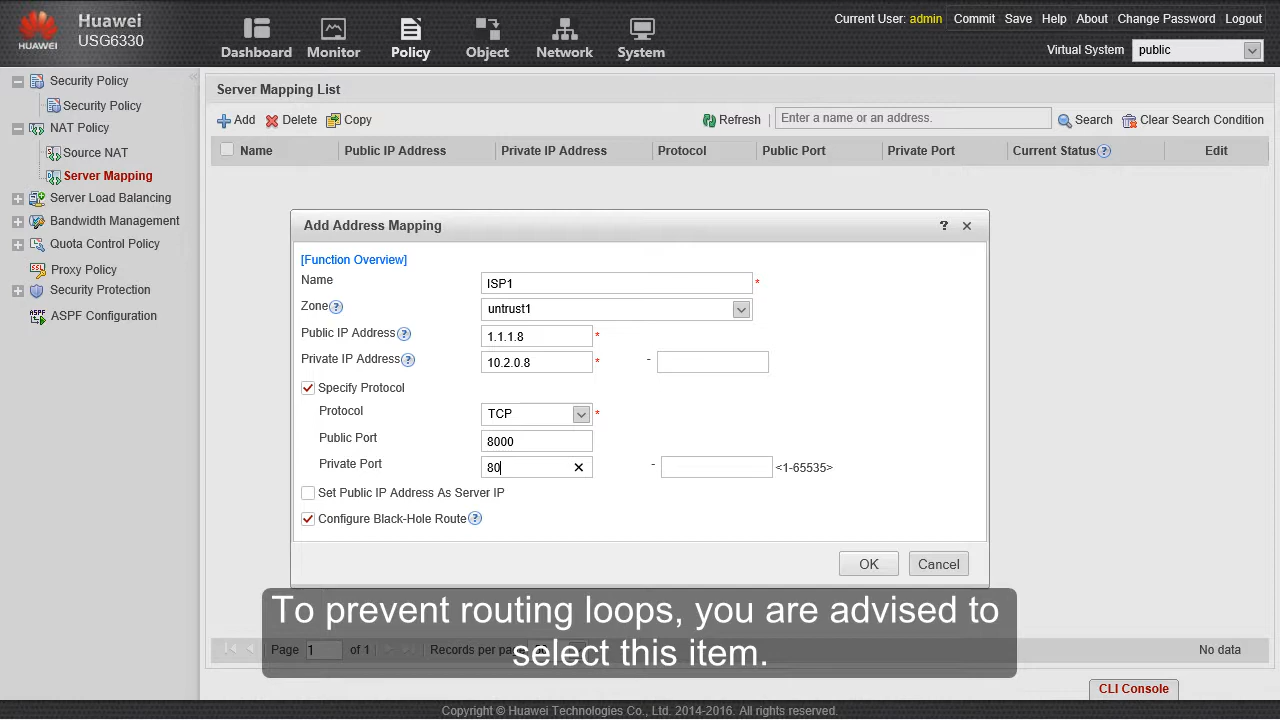 Huawei
USG6330
HUAWEI
Dashboard
Monitor
Policy
Object
Network
System
Current User: admin
Commit
Save
Help
About
Change Password
Logout
Virtual System
public
Security Policy
Security Policy
NAT Policy
Source NAT
Server Mapping
Server Load Balancing
Bandwidth Management
Quota Control Policy
Proxy Policy
Security Protection
ASPF Configuration
Server Mapping List
Add
Delete
Copy
Refresh
Enter a name or an address.
Search
Clear Search Condition
Name
Public IP Address
Private IP Address
Protocol
Public Port
Private Port
Current Status
Edit
Add Address Mapping
[Function Overview]
Name
ISP1 *
Zone
untrust1
Public IP Address
1.1.1.8 *
Private IP Address
10.2.0.8 * -
Specify Protocol
Protocol
TCP *
Public Port
8000
Private Port
80 - <1-65535>
Set Public IP Address As Server IP
Configure Black-Hole Route
OK
Cancel
To prevent routing loops, you are advised to
select this item.
Page 1 of 1
Records per page
No data
CLI Console
Copyright © Huawei Technologies Co., Ltd. 2014-2016. All rights reserved.